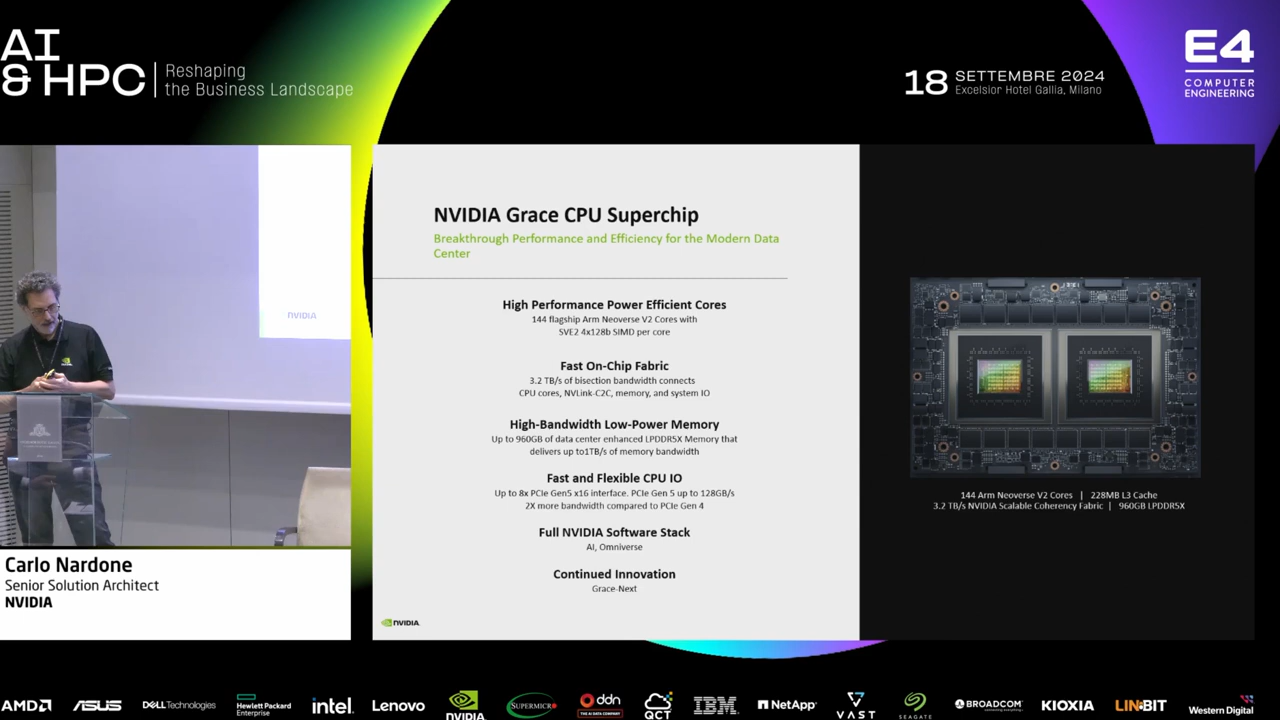 AI
& HPC
Reshaping
the Business Landscape
18 SETTEMBRE 2024
Excelsior Hotel Gallia, Milano
E4
COMPUTER
ENGINEERING
NVIDIA
Carlo Nardone
Senior Solution Architect
NVIDIA
NVIDIA Grace CPU Superchip
Breakthrough Performance and Efficiency for the Modern Data
Center
High Performance Power Efficient Cores
144 flagship Arm Neoverse V2 Cores with
SVE2 4x128b SIMD per core
Fast On-Chip Fabric
3.2 TB/s of bisection bandwidth connects
CPU cores, NVLink-C2C, memory, and system IO
High-Bandwidth Low-Power Memory
Up to 960GB of data center enhanced LPDDR5X Memory that
delivers up to1TB/s of memory bandwidth
Fast and Flexible CPU IO
Up to 8x PCIe Gen5 x16 interface. PCIe Gen 5 up to 128GB/s
2X more bandwidth compared to PCIe Gen 4
Full NVIDIA Software Stack
AI, Omniverse
Continued Innovation
Grace-Next
NVIDIA
144 Arm Neoverse V2 Cores | 228MB L3 Cache
3.2 TB/s NVIDIA Scalable Coherency Fabric | 960GB LPDDR5X
AMD
ASUS
DELL Technologies
Hewlett Packard
Enterprise
intel
Lenovo
NVIDIA
SUPERMICRO
ddn
THE AI DATA COMPANY
QCT
IBM
NetApp
VAST
SEAGATE
BROADCOM
KIOXIA
LINBIT
Western Digital